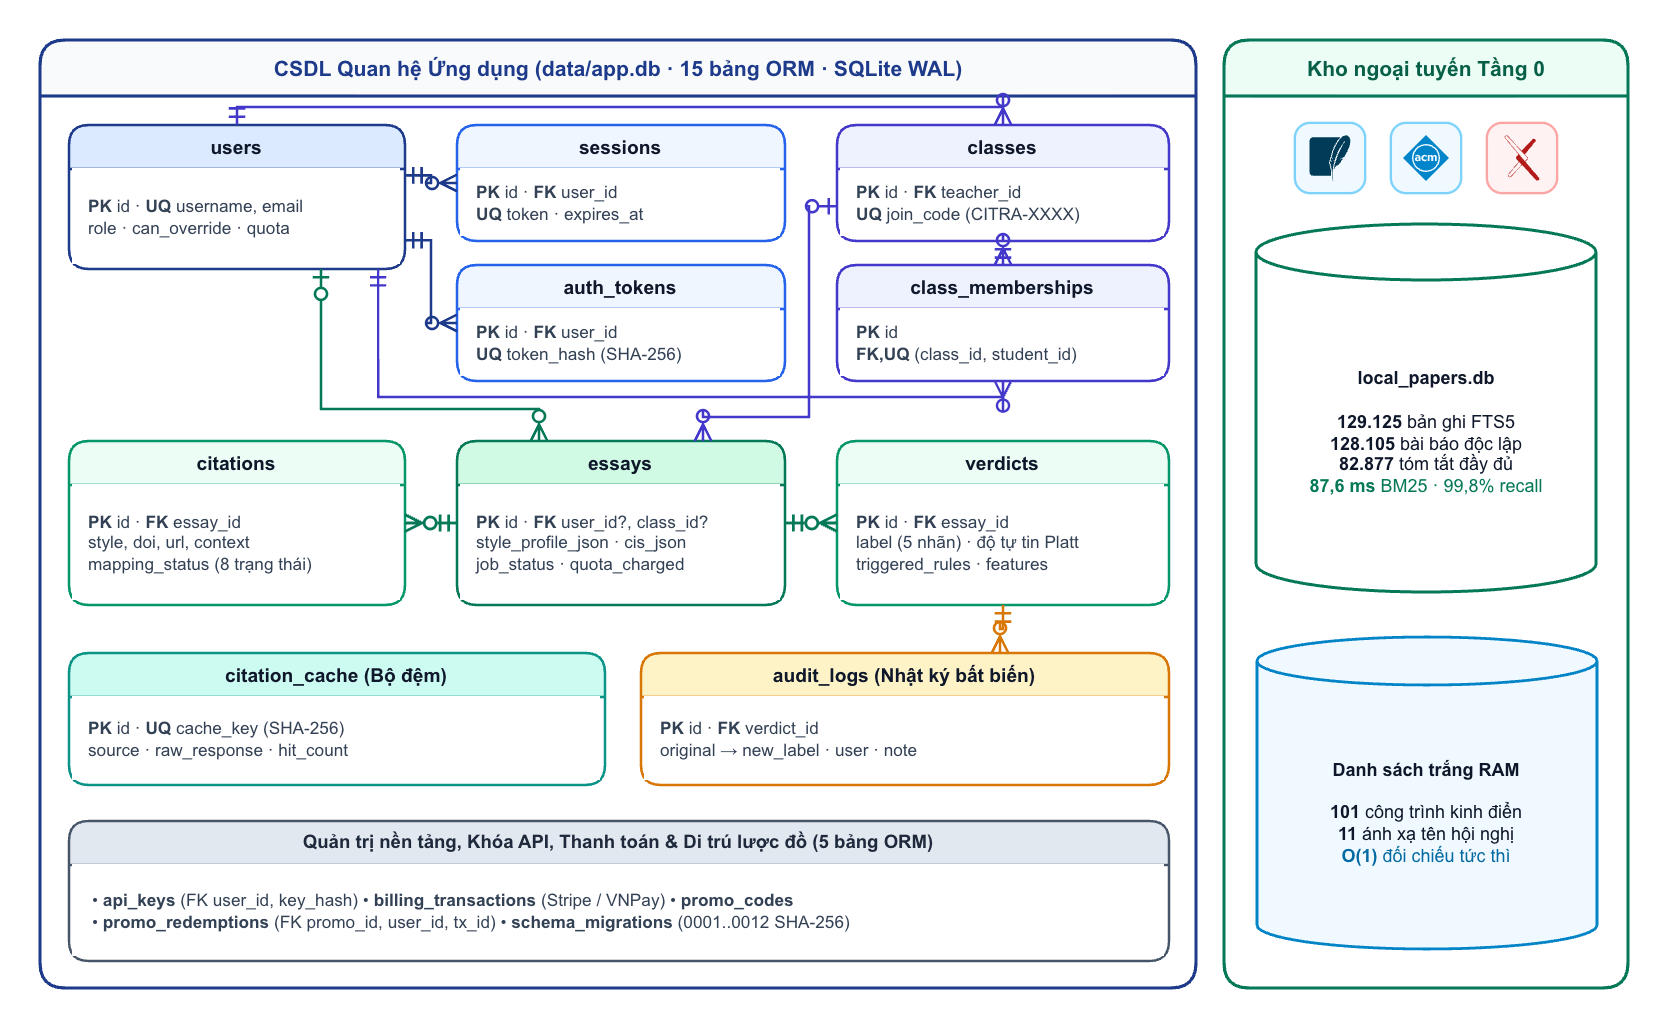 CSDL Quan hệ Ứng dụng (data/app.db · 15 bảng ORM · SQLite WAL)
users
PK id · UQ username, email
role · can_override · quota
sessions
PK id · FK user_id
UQ token · expires_at
classes
PK id · FK teacher_id
UQ join_code (CITRA-XXXX)
auth_tokens
PK id · FK user_id
UQ token_hash (SHA-256)
class_memberships
PK id
FK,UQ (class_id, student_id)
citations
PK id · FK essay_id
style, doi, url, context
mapping_status (8 trạng thái)
essays
PK id · FK user_id?, class_id?
style_profile_json · cis_json
job_status · quota_charged
verdicts
PK id · FK essay_id
label (5 nhãn) · độ tự tin Platt
triggered_rules · features
citation_cache (Bộ đệm)
PK id · UQ cache_key (SHA-256)
source · raw_response · hit_count
audit_logs (Nhật ký bất biến)
PK id · FK verdict_id
original → new_label · user · note
Quản trị nền tảng, Khóa API, Thanh toán & Di trú lược đồ (5 bảng ORM)
• api_keys (FK user_id, key_hash) • billing_transactions (Stripe / VNPay) • promo_codes
• promo_redemptions (FK promo_id, user_id, tx_id) • schema_migrations (0001..0012 SHA-256)
Kho ngoại tuyến Tầng 0
acm
local_papers.db
129.125 bản ghi FTS5
128.105 bài báo độc lập
82.877 tóm tắt đầy đủ
87,6 ms BM25 · 99,8% recall
Danh sách trắng RAM
101 công trình kinh điển
11 ánh xạ tên hội nghị
O(1) đối chiếu tức thì